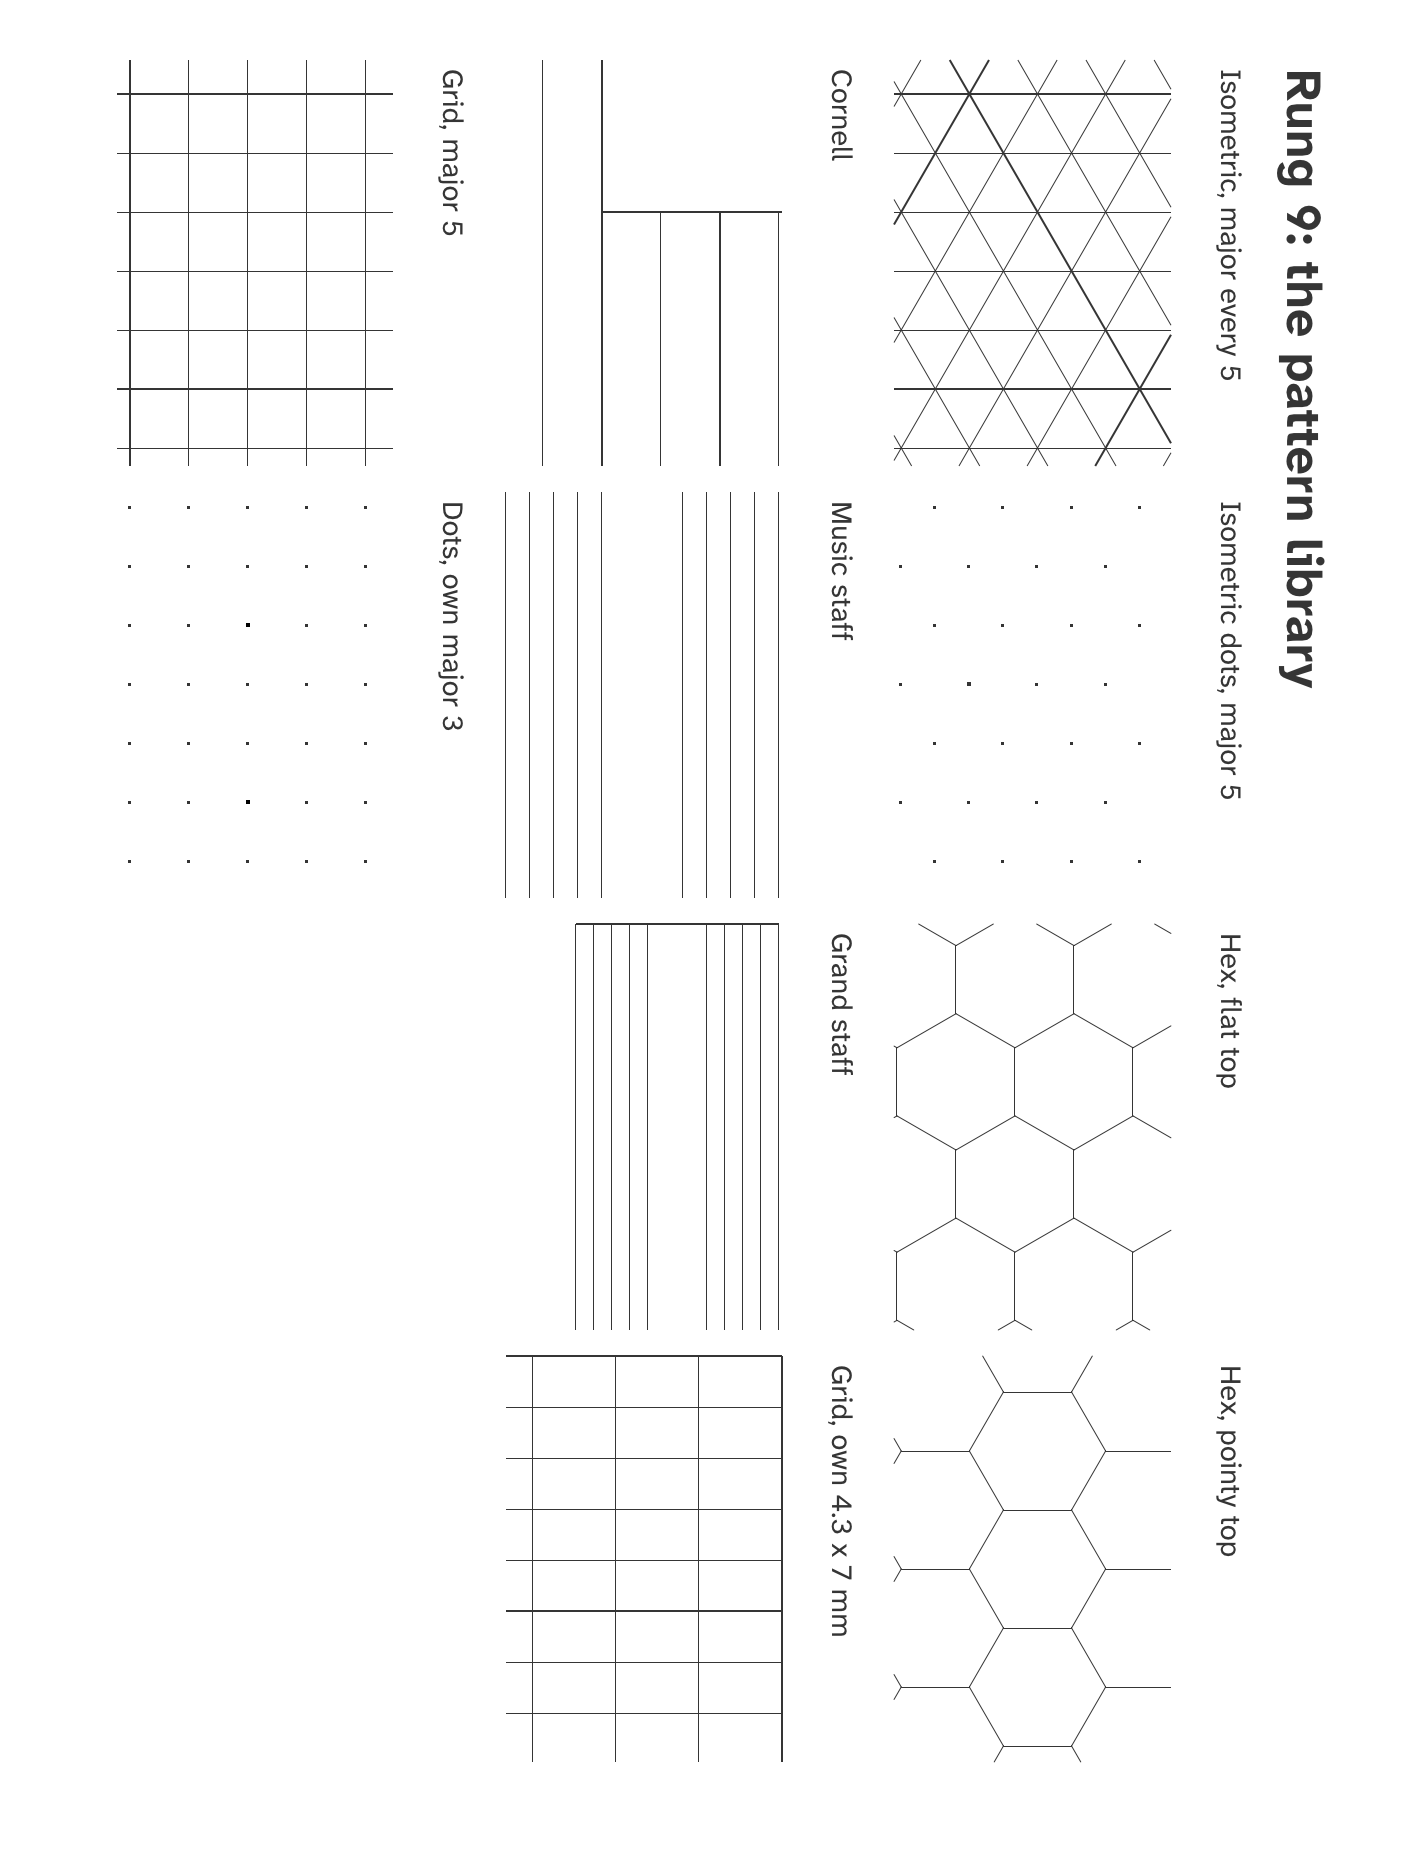 Rung 9: the pattern library
Isometric, major every 5
Isometric dots, major 5
Hex, flat top
Hex, pointy top
Cornell
Music staff
Grand staff
Grid, own 4.3 x 7 mm
Grid, major 5
Dots, own major 3